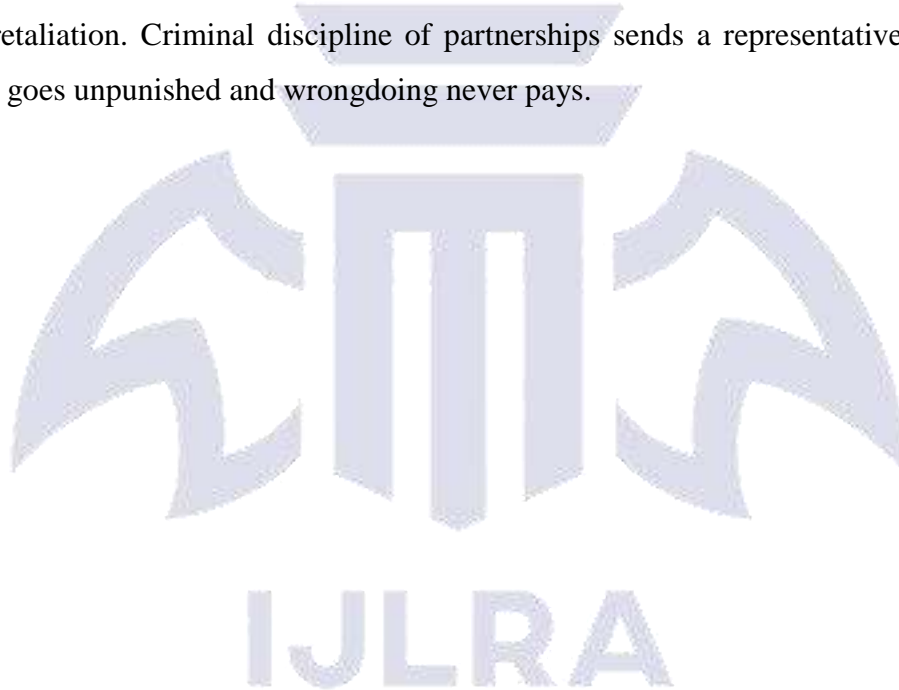 retaliation. Criminal discipline of partnerships sends a representative
goes unpunished and wrongdoing never pays.
IJLRA